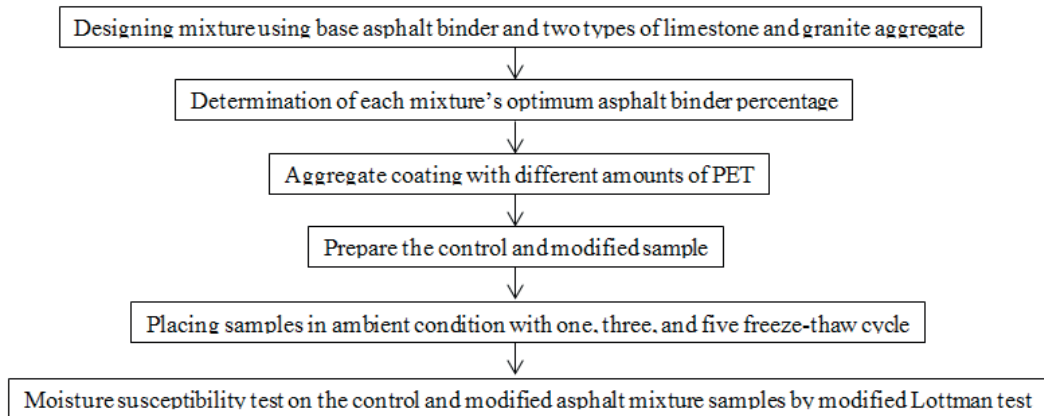 Designing mixture using base asphalt binder and two types of limestone and granite aggregate
Determination of each mixture's optimum asphalt binder percentage
Aggregate coating with different amounts of PET
Prepare the control and modified sample
Placing samples in ambient condition with one, three, and five freeze-thaw cycle
Moisture susceptibility test on the control and modified asphalt mixture samples by modified Lottman test